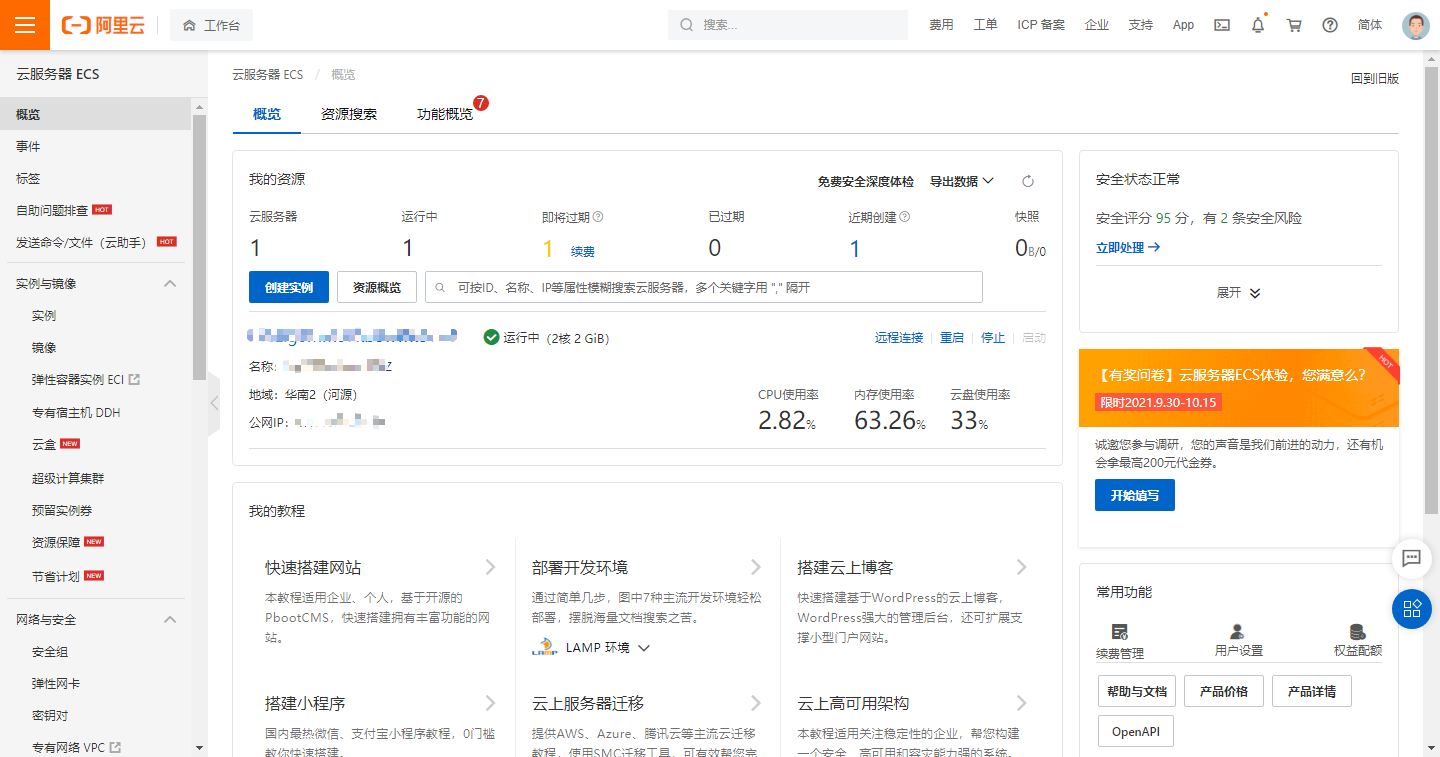 阿里云
工作台
搜索...
费用
工单
ICP 备案
企业
支持
App
简体
云服务器 ECS
概览
事件
标签
自助问题排查 HOT
发送命令/文件（云助手） HOT
实例与镜像
实例
镜像
弹性容器实例 ECI
专有宿主机 DDH
云盒 NEW
超级计算集群
预留实例券
资源保障 NEW
节省计划 NEW
网络与安全
安全组
弹性网卡
密钥对
专有网络 VPC
云服务器 ECS / 概览
回到旧版
概览
资源搜索
功能概览 7
我的资源
免费安全深度体检
导出数据
云服务器
运行中
即将过期
已过期
近期创建
快照
1
1
1 续费
0
1
0B/0
创建实例
资源概览
可按ID、名称、IP等属性模糊搜索云服务器，多个关键字用 "," 隔开
运行中（2核 2 GiB）
远程连接
重启
停止
启动
名称：
地域：华南2（河源）
公网IP：
CPU使用率
内存使用率
云盘使用率
2.82%
63.26%
33%
我的教程
快速搭建网站
本教程适用企业、个人，基于开源的
PbootCMS，快速搭建拥有丰富功能的网
站。
部署开发环境
通过简单几步，图中7种主流开发环境轻松
部署，摆脱海量文档搜索之苦。
LAMP LAMP 环境
搭建云上博客
快速搭建基于WordPress的云上博客，
WordPress强大的管理后台，还可扩展支
撑小型门户网站。
搭建小程序
国内最热微信、支付宝小程序教程，0门槛
教你快速搭建。
云上服务器迁移
提供AWS、Azure、腾讯云等主流云迁移
教程，使用SMC迁移工具，可有效帮您完
云上高可用架构
本教程适用关注稳定性的企业，帮您构建
一个安全、高可用和容灾能力强的系统。
安全状态正常
安全评分 95 分，有 2 条安全风险
立即处理
展开
【有奖问卷】云服务器ECS体验，您满意么？
HOT
限时2021.9.30-10.15
诚邀您参与调研，您的声音是我们前进的动力，还有机
会拿最高200元代金券。
开始填写
常用功能
续费管理
用户设置
权益配额
帮助与文档
产品价格
产品详情
OpenAPI